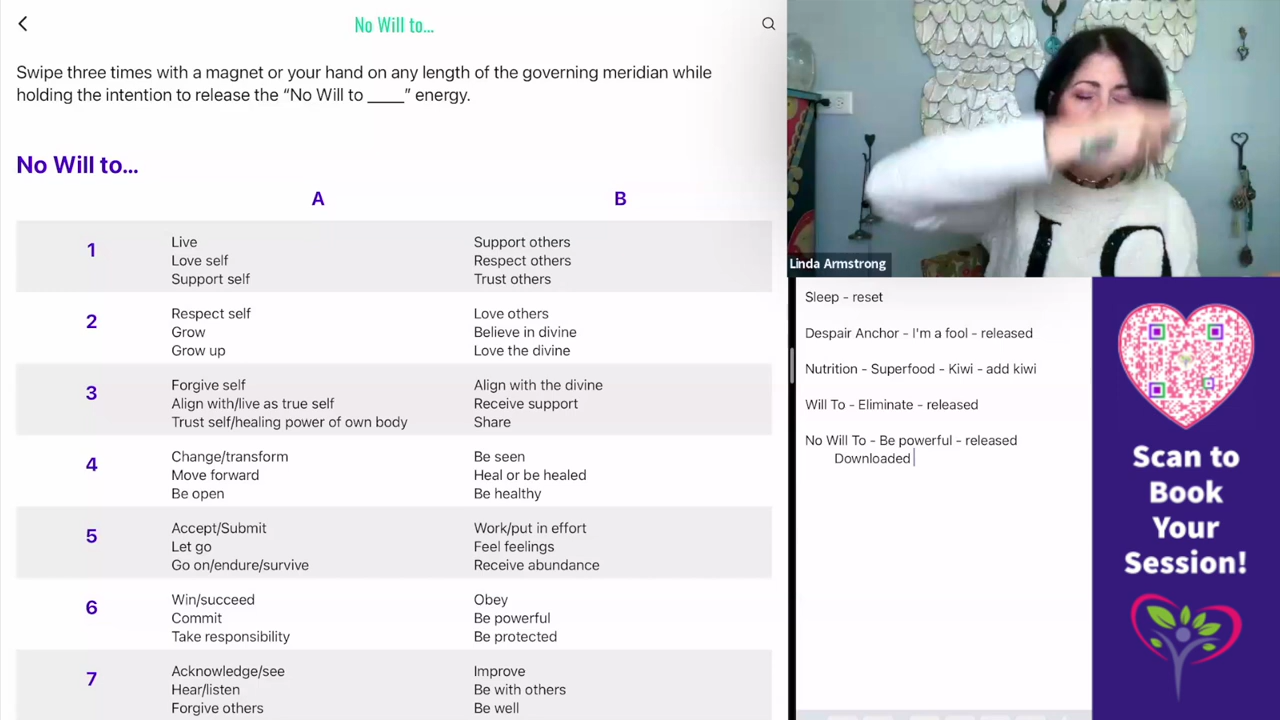 No Will to...
Swipe three times with a magnet or your hand on any length of the governing meridian while
holding the intention to release the “No Will to ____” energy.
No Will to...
A B
1
Live
Love self
Support self
Support others
Respect others
Trust others
2
Respect self
Grow
Grow up
Love others
Believe in divine
Love the divine
3
Forgive self
Align with/live as true self
Trust self/healing power of own body
Align with the divine
Receive support
Share
4
Change/transform
Move forward
Be open
Be seen
Heal or be healed
Be healthy
5
Accept/Submit
Let go
Go on/endure/survive
Work/put in effort
Feel feelings
Receive abundance
6
Win/succeed
Commit
Take responsibility
Obey
Be powerful
Be protected
7
Acknowledge/see
Hear/listen
Forgive others
Improve
Be with others
Be well
Linda Armstrong
Sleep - reset
Despair Anchor - I'm a fool - released
Nutrition - Superfood - Kiwi - add kiwi
Will To - Eliminate - released
No Will To - Be powerful - released
Downloaded
Scan to
Book
Your
Session!